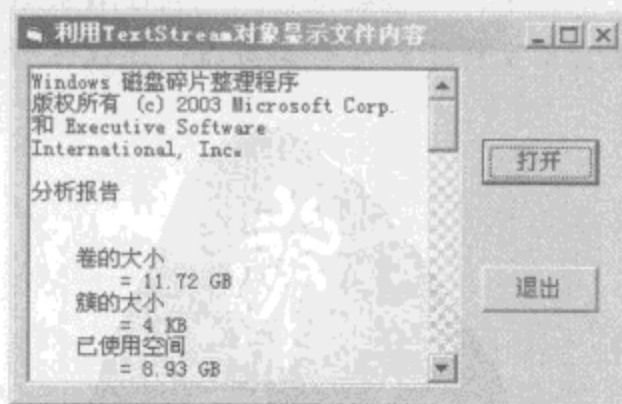 利用TextStream对象显示文件内容
Windows 磁盘碎片整理程序
版权所有 (c) 2003 Microsoft Corp.
和 Executive Software
International, Inc。
分析报告
卷的大小
= 11.72 GB
簇的大小
= 4 KB
已使用空间
= 8.93 GB
打开
退出